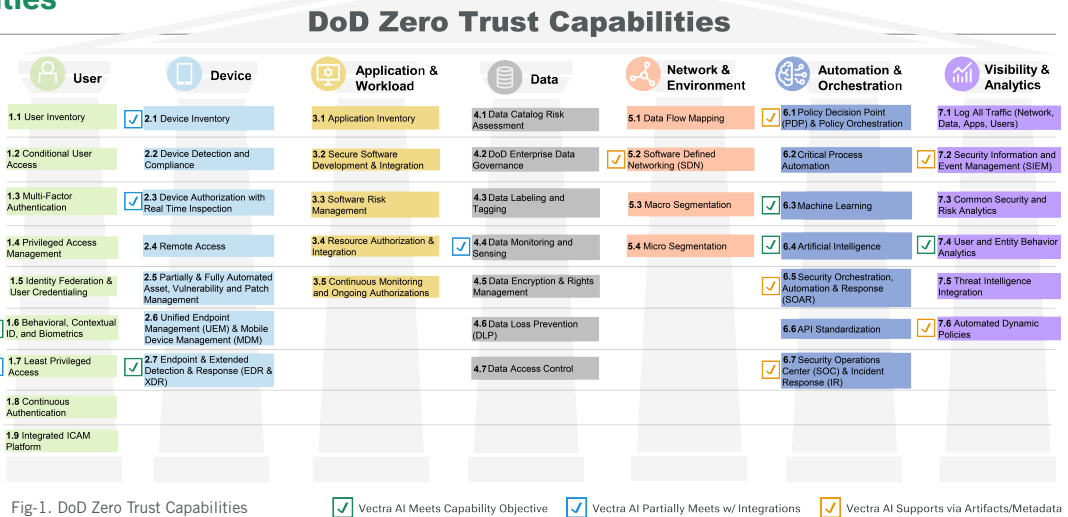 ities
DoD Zero Trust Capabilities
User
1.1 User Inventory
1.2 Conditional User
Access
1.3 Multi-Factor
Authentication
1.4 Privileged Access
Management
1.5 Identity Federation &
User Credentialing
1.6 Behavioral, Contextual
ID, and Biometrics
1.7 Least Privileged
Access
1.8 Continuous
Authentication
1.9 Integrated ICAM
Platform
Device
2.1 Device Inventory
2.2 Device Detection and
Compliance
2.3 Device Authorization with
Real Time Inspection
2.4 Remote Access
2.5 Partially & Fully Automated
Asset, Vulnerability and Patch
Management
2.6 Unified Endpoint
Management (UEM) & Mobile
Device Management (MDM)
2.7 Endpoint & Extended
Detection & Response (EDR &
XDR)
Application &
Workload
3.1 Application Inventory
3.2 Secure Software
Development & Integration
3.3 Software Risk
Management
3.4 Resource Authorization &
Integration
3.5 Continuous Monitoring
and Ongoing Authorizations
Data
4.1 Data Catalog Risk
Assessment
4.2 DoD Enterprise Data
Governance
4.3 Data Labeling and
Tagging
4.4 Data Monitoring and
Sensing
4.5 Data Encryption & Rights
Management
4.6 Data Loss Prevention
(DLP)
4.7 Data Access Control
Network &
Environment
5.1 Data Flow Mapping
5.2 Software Defined
Networking (SDN)
5.3 Macro Segmentation
5.4 Micro Segmentation
Automation &
Orchestration
6.1 Policy Decision Point
(PDP) & Policy Orchestration
6.2 Critical Process
Automation
6.3 Machine Learning
6.4 Artificial Intelligence
6.5 Security Orchestration,
Automation & Response
(SOAR)
6.6 API Standardization
6.7 Security Operations
Center (SOC) & Incident
Response (IR)
Visibility &
Analytics
7.1 Log All Traffic (Network,
Data, Apps, Users)
7.2 Security Information and
Event Management (SIEM)
7.3 Common Security and
Risk Analytics
7.4 User and Entity Behavior
Analytics
7.5 Threat Intelligence
Integration
7.6 Automated Dynamic
Policies
Fig-1. DoD Zero Trust Capabilities
Vectra AI Meets Capability Objective
Vectra AI Partially Meets w/ Integrations
Vectra AI Supports via Artifacts/Metadata